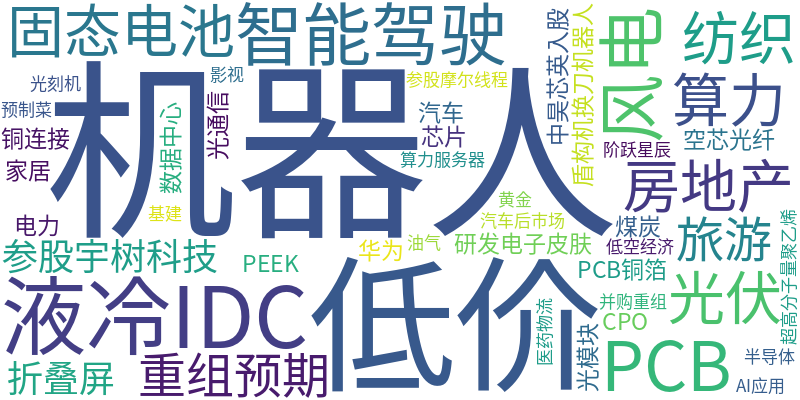 固态电池
智能驾驶
中昊芯英入股
盾构机换刀机器人
风电
纺织
光刻机
影视
参股摩尔线程
预制菜
数据中心
光通信
汽车
算力
铜连接
芯片
空芯光纤
家居
算力服务器
阶跃星辰
机器人
房地产
基建
黄金
电力
汽车后市场
煤炭
旅游
超高分子量聚乙烯
参股宇树科技
PEEK
华为
油气
研发电子皮肤
低空经济
PCB铜箔
液冷IDC
低价
医药物流
光模块
并购重组
光伏
CPO
折叠屏
重组预期
PCB
半导体
AI应用